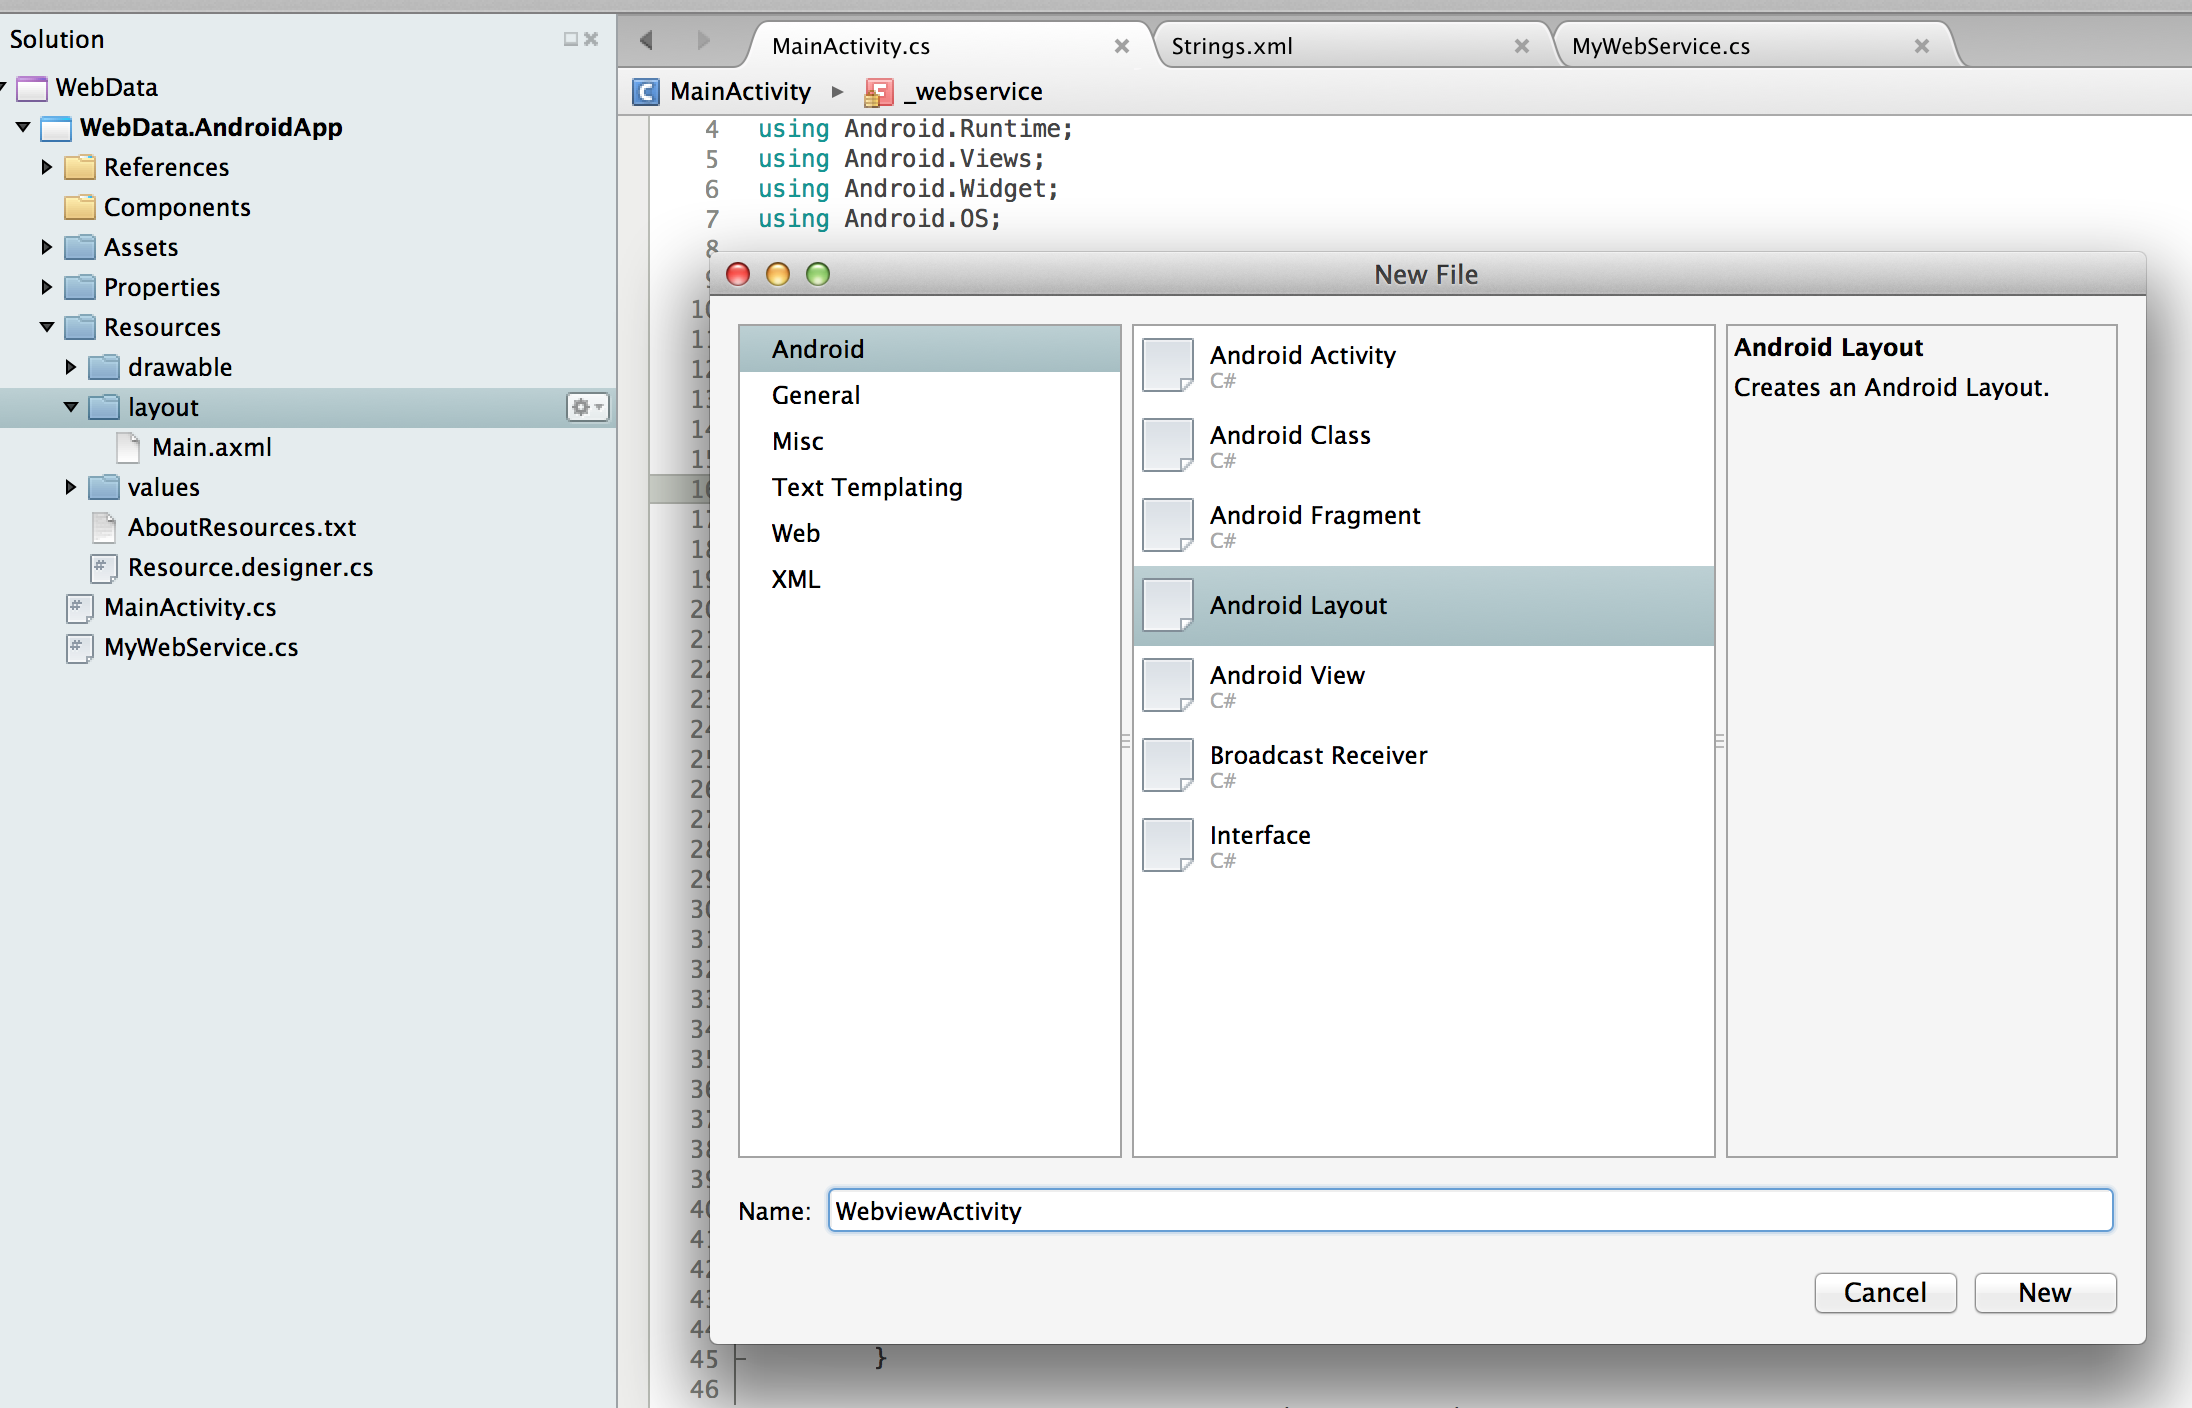 Solution
WebData
WebData.AndroidApp
References
Components
Assets
Properties
Resources
drawable
layout
Main.axml
values
AboutResources.txt
Resource.designer.cs
MainActivity.cs
MyWebService.cs
MainActivity.cs
Strings.xml
MyWebService.cs
MainActivity
_webservice
4 using Android.Runtime;
5 using Android.Views;
6 using Android.Widget;
7 using Android.OS;
8
New File
Android
General
Misc
Text Templating
Web
XML
Android Activity
C#
Android Class
C#
Android Fragment
C#
Android Layout
Android View
C#
Broadcast Receiver
C#
Interface
C#
Android Layout
Creates an Android Layout.
Name: WebviewActivity
Cancel
New
45 }
46